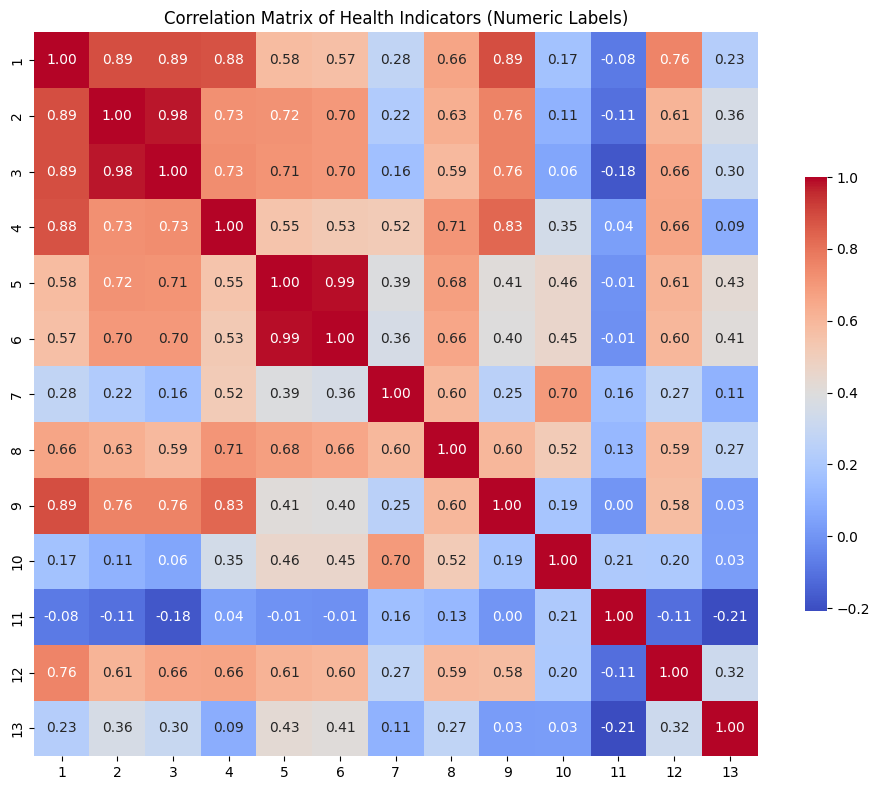 Correlation Matrix of Health Indicators (Numeric Labels)
1 1.00 0.89 0.89 0.88 0.58 0.57 0.28 0.66 0.89 0.17 -0.08 0.76 0.23
2 0.89 1.00 0.98 0.73 0.72 0.70 0.22 0.63 0.76 0.11 -0.11 0.61 0.36
3 0.89 0.98 1.00 0.73 0.71 0.70 0.16 0.59 0.76 0.06 -0.18 0.66 0.30
4 0.88 0.73 0.73 1.00 0.55 0.53 0.52 0.71 0.83 0.35 0.04 0.66 0.09
5 0.58 0.72 0.71 0.55 1.00 0.99 0.39 0.68 0.41 0.46 -0.01 0.61 0.43
6 0.57 0.70 0.70 0.53 0.99 1.00 0.36 0.66 0.40 0.45 -0.01 0.60 0.41
7 0.28 0.22 0.16 0.52 0.39 0.36 1.00 0.60 0.25 0.70 0.16 0.27 0.11
8 0.66 0.63 0.59 0.71 0.68 0.66 0.60 1.00 0.60 0.52 0.13 0.59 0.27
9 0.89 0.76 0.76 0.83 0.41 0.40 0.25 0.60 1.00 0.19 0.00 0.58 0.03
10 0.17 0.11 0.06 0.35 0.46 0.45 0.70 0.52 0.19 1.00 0.21 0.20 0.03
11 -0.08 -0.11 -0.18 0.04 -0.01 -0.01 0.16 0.13 0.00 0.21 1.00 -0.11 -0.21
12 0.76 0.61 0.66 0.66 0.61 0.60 0.27 0.59 0.58 0.20 -0.11 1.00 0.32
13 0.23 0.36 0.30 0.09 0.43 0.41 0.11 0.27 0.03 0.03 -0.21 0.32 1.00
1 2 3 4 5 6 7 8 9 10 11 12 13
1.0
0.8
0.6
0.4
0.2
0.0
−0.2